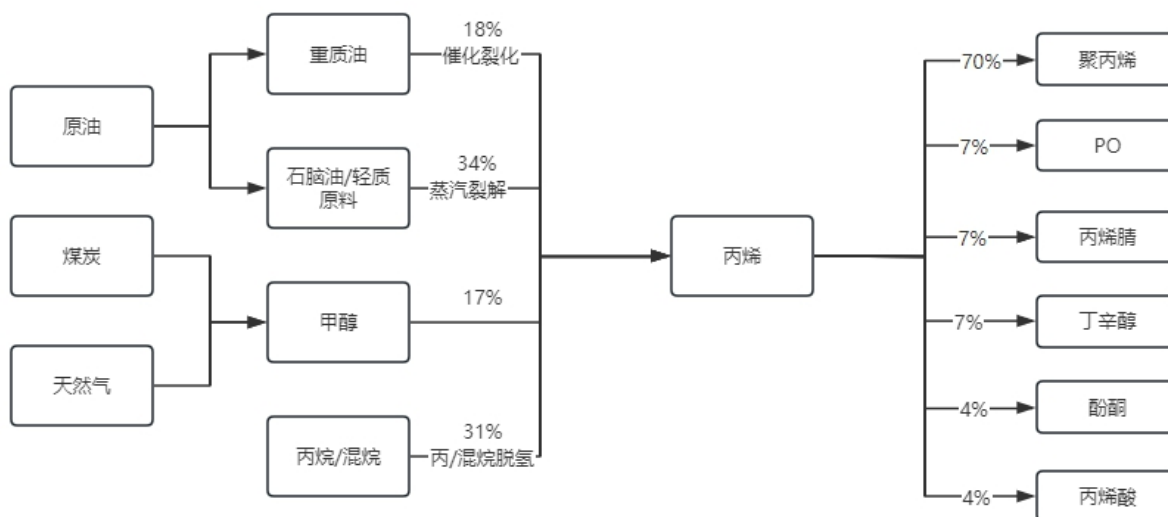 原油
煤炭
天然气
重质油
石脑油/轻质
原料
甲醇
丙烷/混烷
18%
催化裂化
34%
蒸汽裂解
17%
31%
丙/混烷脱氢
丙烯
70%
聚丙烯
7%
PO
7%
丙烯腈
7%
丁辛醇
4%
酚酮
4%
丙烯酸